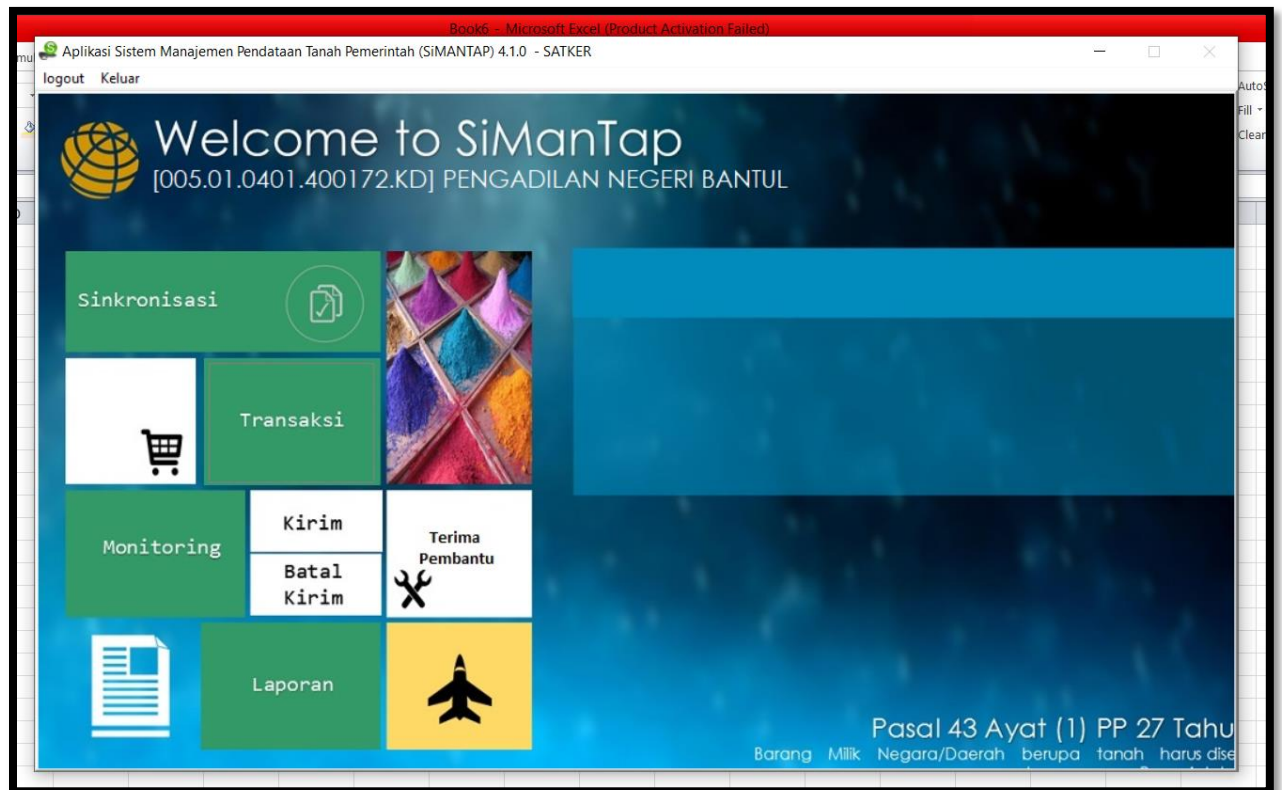 Book6 - Microsoft Excel (Product Activation Failed)
Aplikasi Sistem Manajemen Pendataan Tanah Pemerintah (SiMANTAP) 4.1.0 - SATKER
logout Keluar
Welcome to SiManTap
[005.01.0401.400172.KD] PENGADILAN NEGERI BANTUL
Sinkronisasi
Transaksi
Monitoring
Kirim
Batal
Kirim
Terima
Pembantu
Laporan
Pasal 43 Ayat (1) PP 27 Tahu
Barang Milik Negara/Daerah berupa tanah harus dise
Fill
Clear